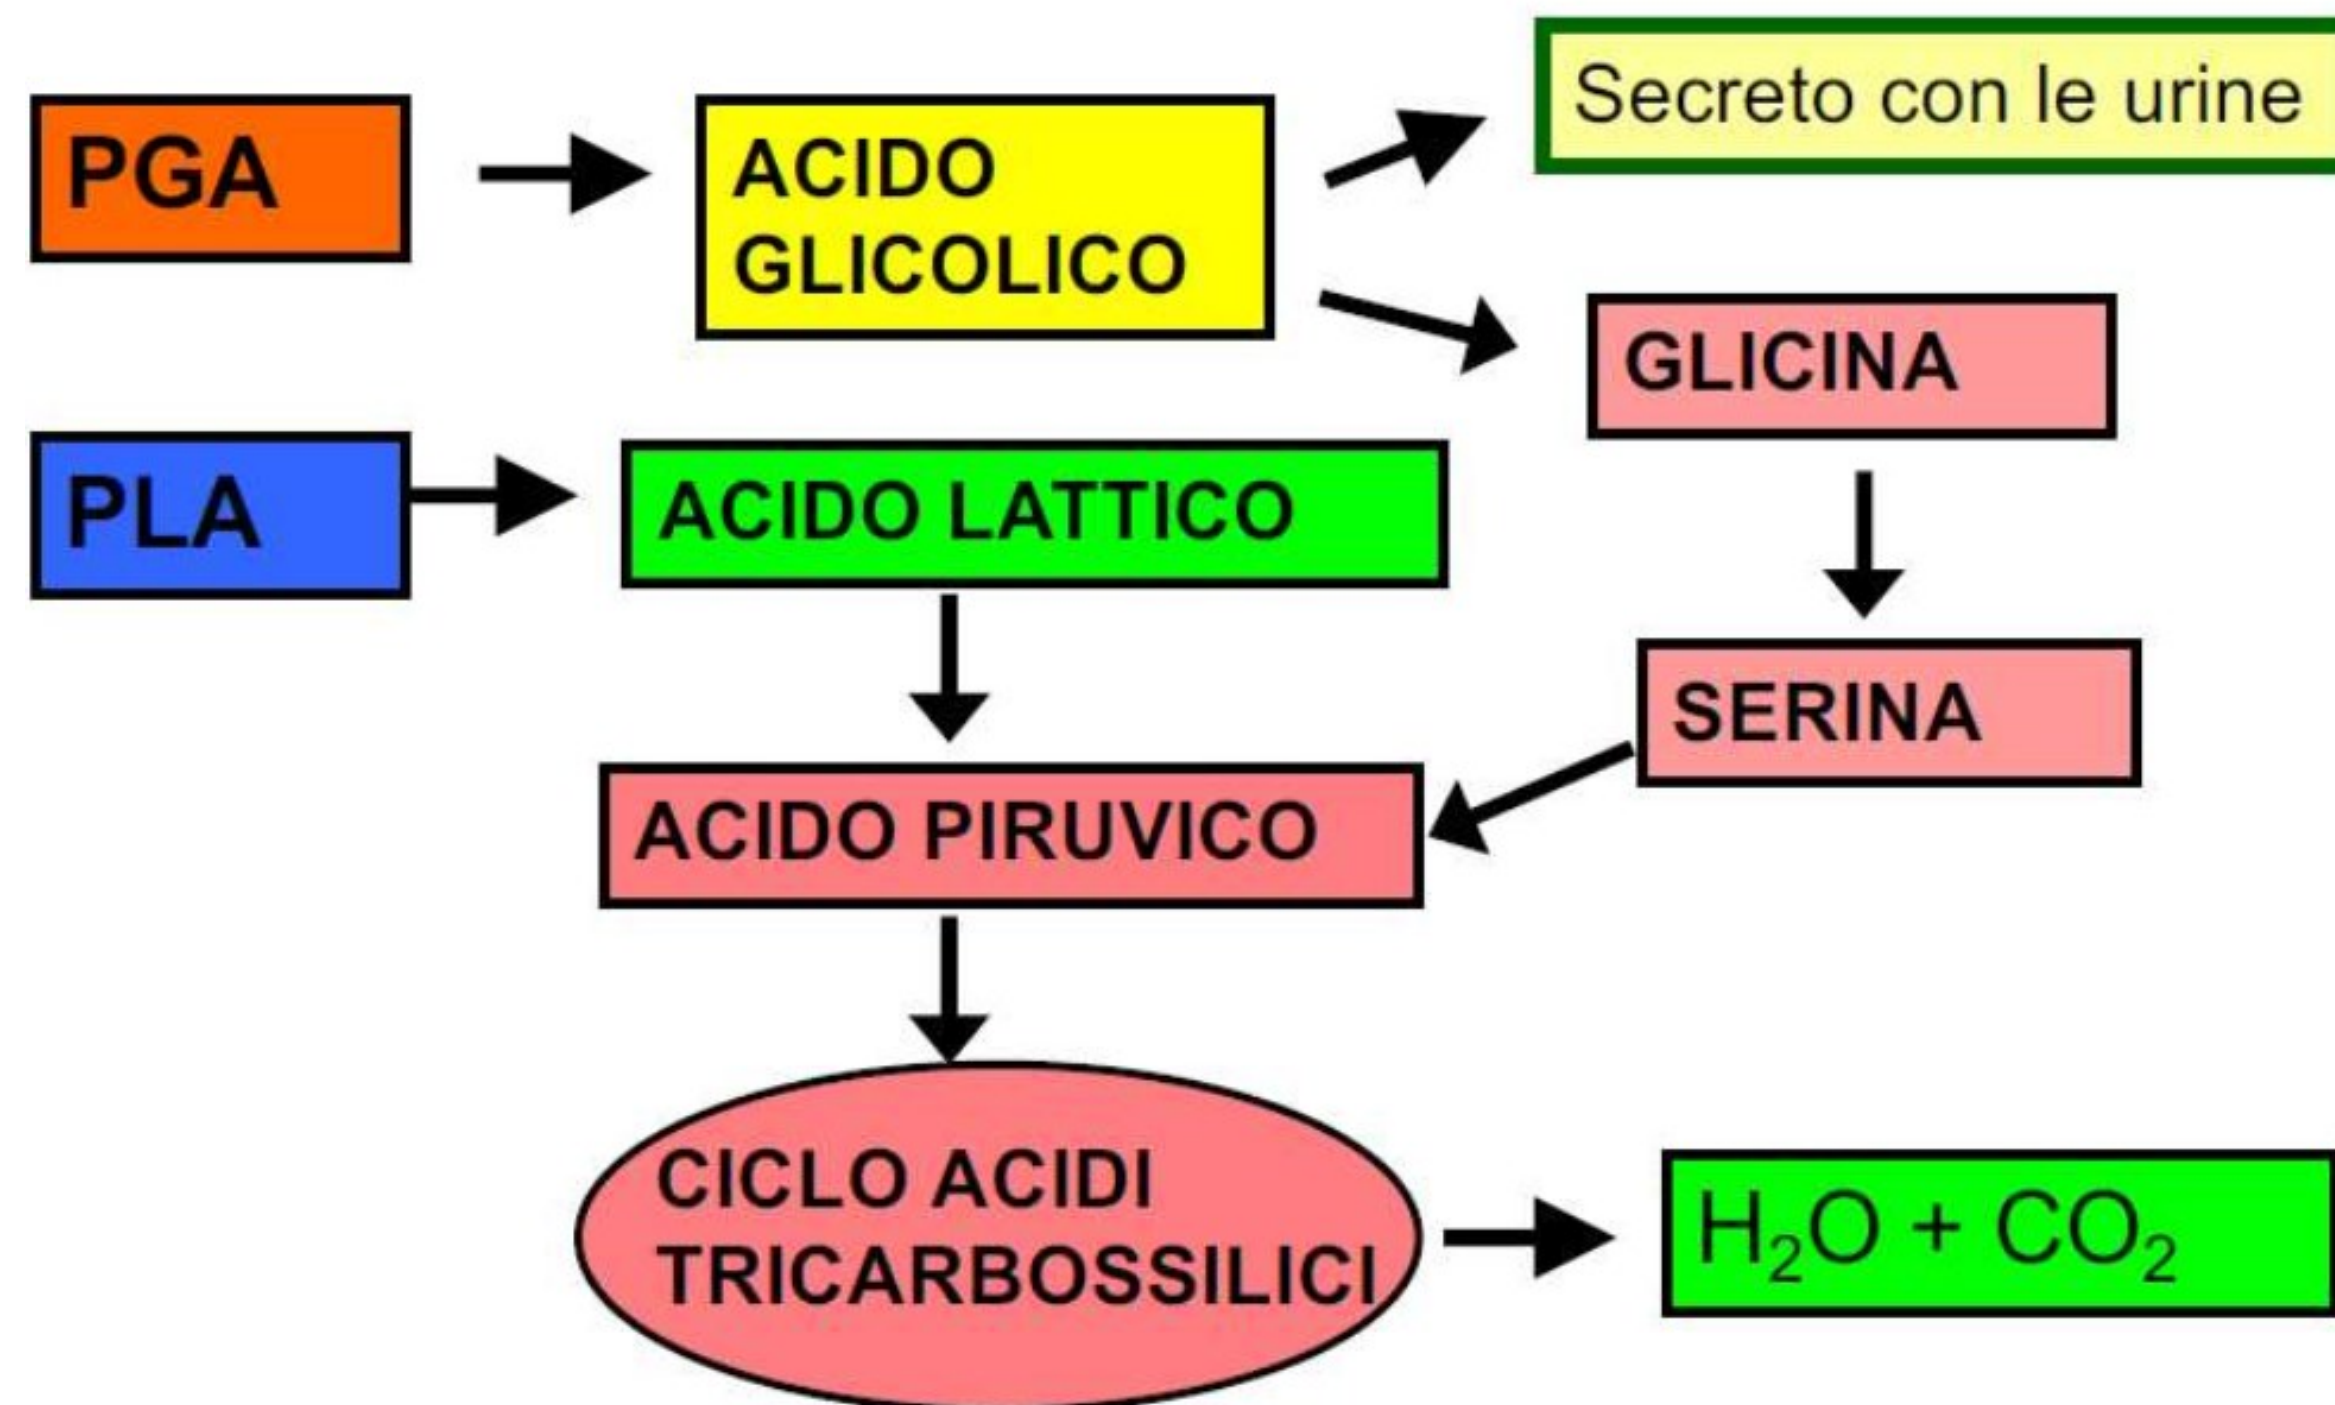 PGA
ACIDO
GLICOLICO
Secreto con le urine
GLICINA
PLA
ACIDO LATTICO
SERINA
ACIDO PIRUVICO
CICLO ACIDI
TRICARBOSSILICI
H₂O + CO₂